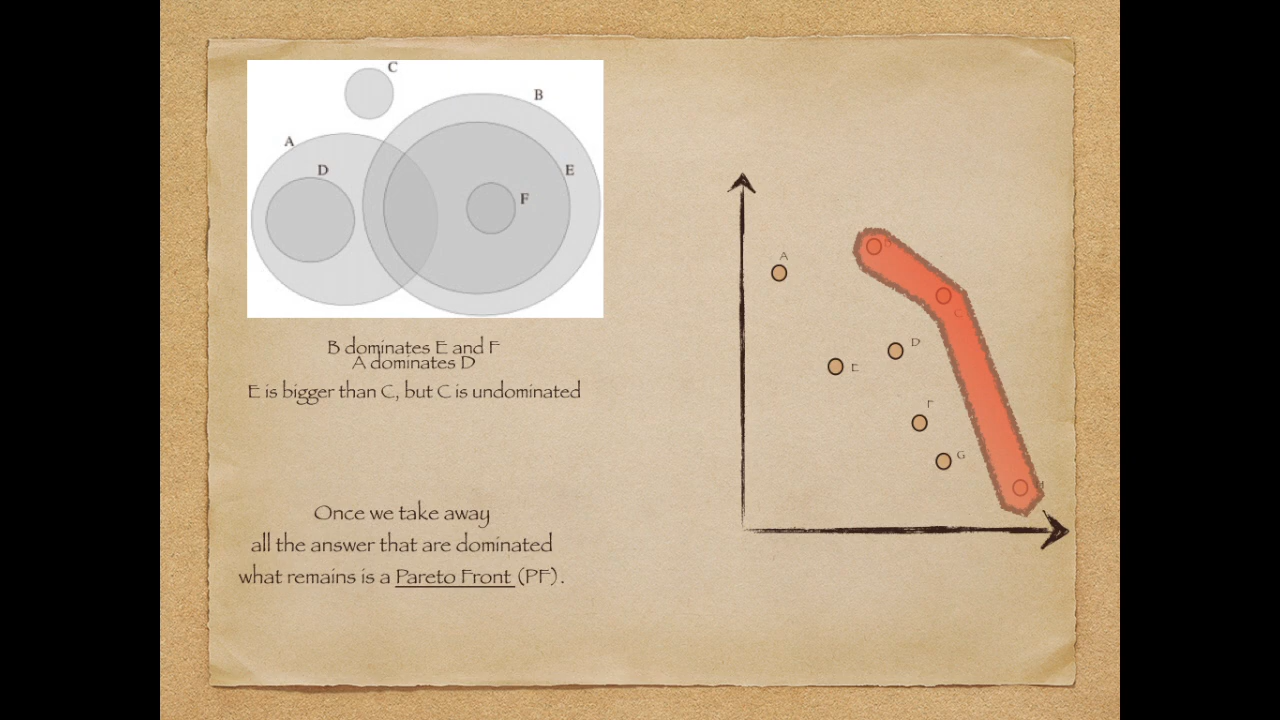 C
B
A
D
E
F
B dominates E and F
A dominates D
E is bigger than C, but C is undominated
Once we take away
all the answer that are dominated
what remains is a Pareto Front (PF).
A
B
C
D
E
F
G